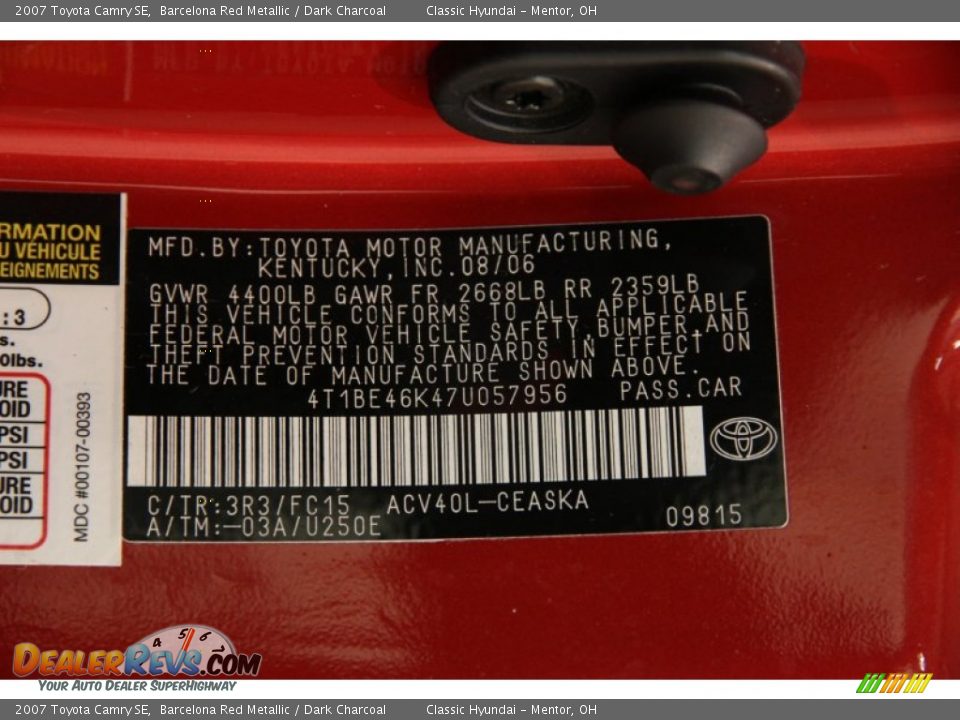 2007 Toyota Camry SE, Barcelona Red Metallic / Dark Charcoal Classic Hyundai - Mentor, OH
RMATION
U VÉHICULE
EIGNEMENTS
: 3
s.
0lbs.
URE
OID
PSI
PSI
URE
OID
MDC #00107-00393
MFD.BY:TOYOTA MOTOR MANUFACTURING,
KENTUCKY,INC.08/06
GVWR 4400LB GAWR FR 2668LB RR 2359LB
THIS VEHICLE CONFORMS TO ALL APPLICABLE
FEDERAL MOTOR VEHICLE SAFETY,BUMPER,AND
THEFT PREVENTION STANDARDS IN EFFECT ON
THE DATE OF MANUFACTURE SHOWN ABOVE.
4T1BE46K47U057956 PASS.CAR
C/TR:3R3/FC15 ACV40L-CEASKA
A/TM:-03A/U250E 09815
4 5 6
DEALERREVS.COM
YOUR AUTO DEALER SUPERHIGHWAY
2007 Toyota Camry SE, Barcelona Red Metallic / Dark Charcoal Classic Hyundai - Mentor, OH